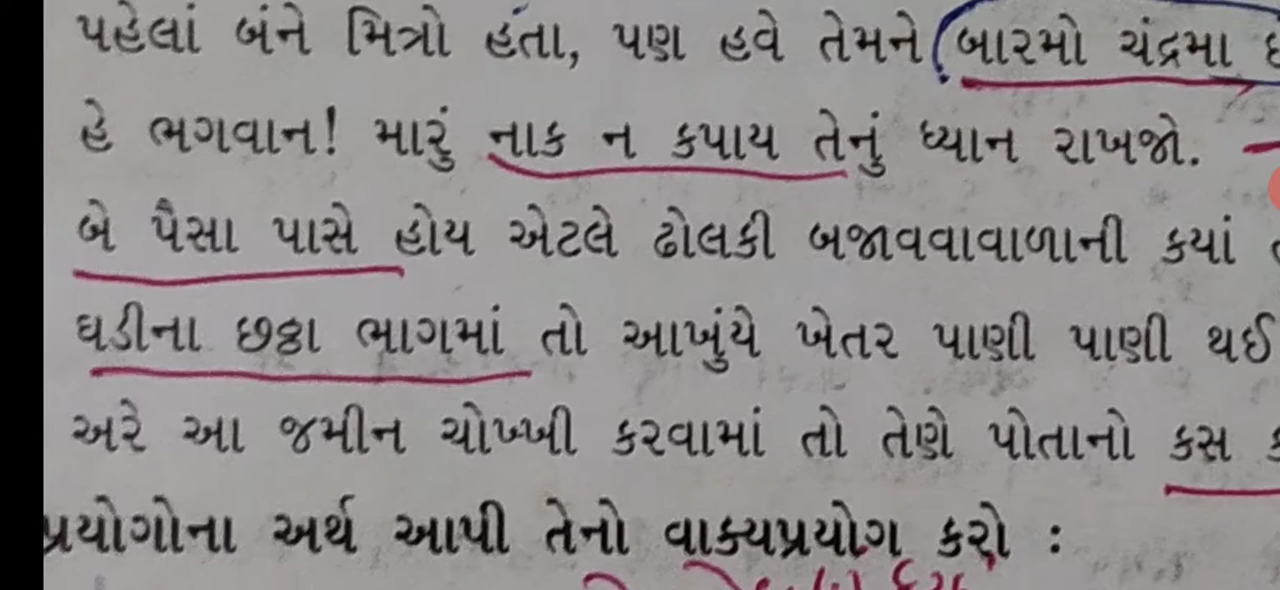 પહેલાં બંને મિત્રો હતા, પણ હવે તેમને બારમો ચંદ્રમા
હે ભગવાન! મારું નાક ન કપાય તેનું ધ્યાન રાખજો.
બે પૈસા પાસે હોય એટલે ઢોલકી બજાવવાવાળાની કયાં
ઘડીના છઠ્ઠા ભાગમાં તો આખુંયે ખેતર પાણી પાણી થઈ
અરે આ જમીન ચોખ્ખી કરવામાં તો તેણે પોતાનો કસ
પ્રયોગોના અર્થ આપી તેનો વાક્યપ્રયોગ કરો :